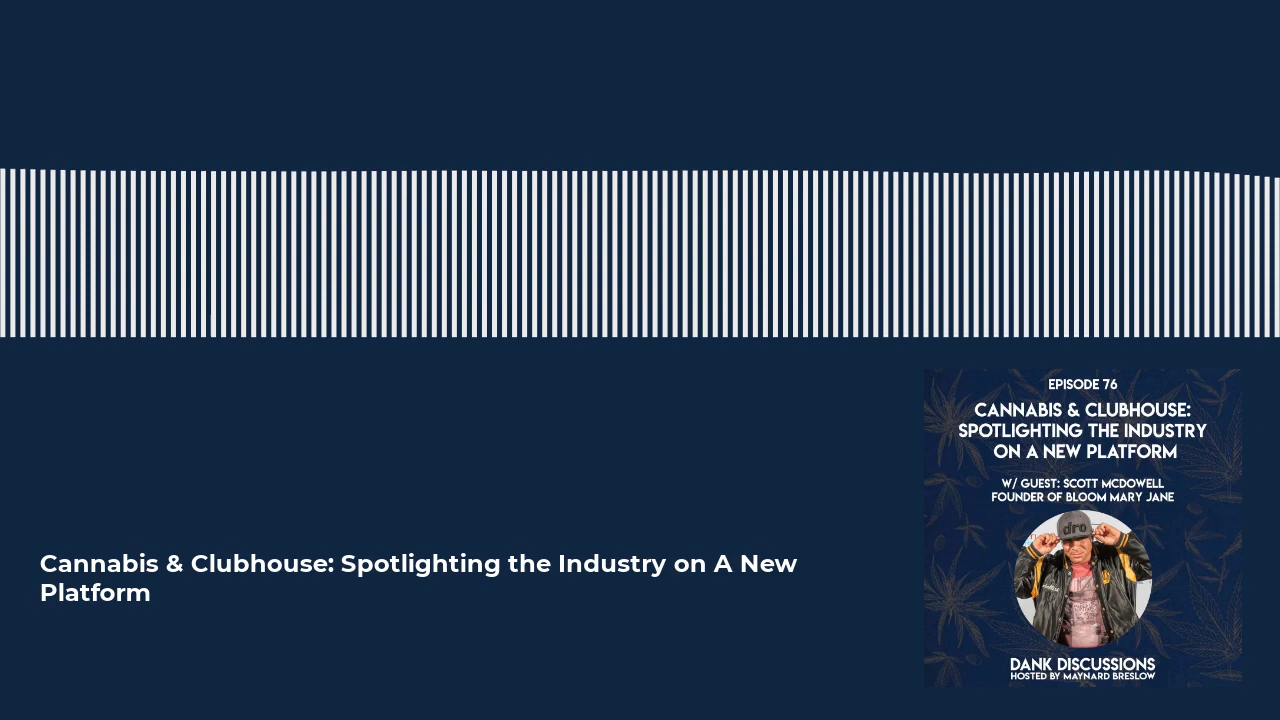 Cannabis & Clubhouse: Spotlighting the Industry on A New
Platform
EPISODE 76
CANNABIS & CLUBHOUSE:
SPOTLIGHTING THE INDUSTRY
ON A NEW PLATFORM
W/ GUEST: SCOTT MCDOWELL
FOUNDER OF BLOOM MARY JANE
dro
DANK DISCUSSIONS
HOSTED BY MAYNARD BRESLOW